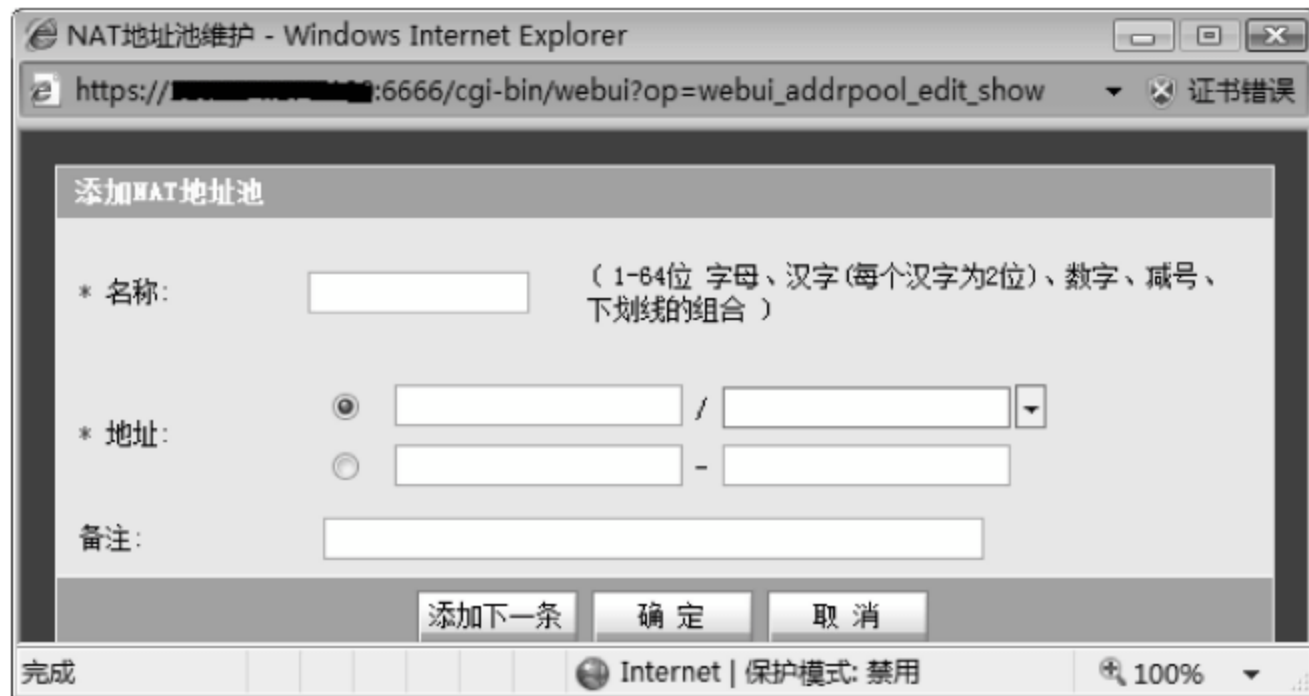 NAT地址池维护 - Windows Internet Explorer
https:// :6666/cgi-bin/webui?op=webui_addrpool_edit_show 证书错误
添加NAT地址池
* 名称: ( 1-64位 字母、汉字(每个汉字为2位)、数字、减号、
下划线的组合 )
* 地址: / -
备注:
添加下一条 确 定 取 消
完成 Internet | 保护模式: 禁用 100%